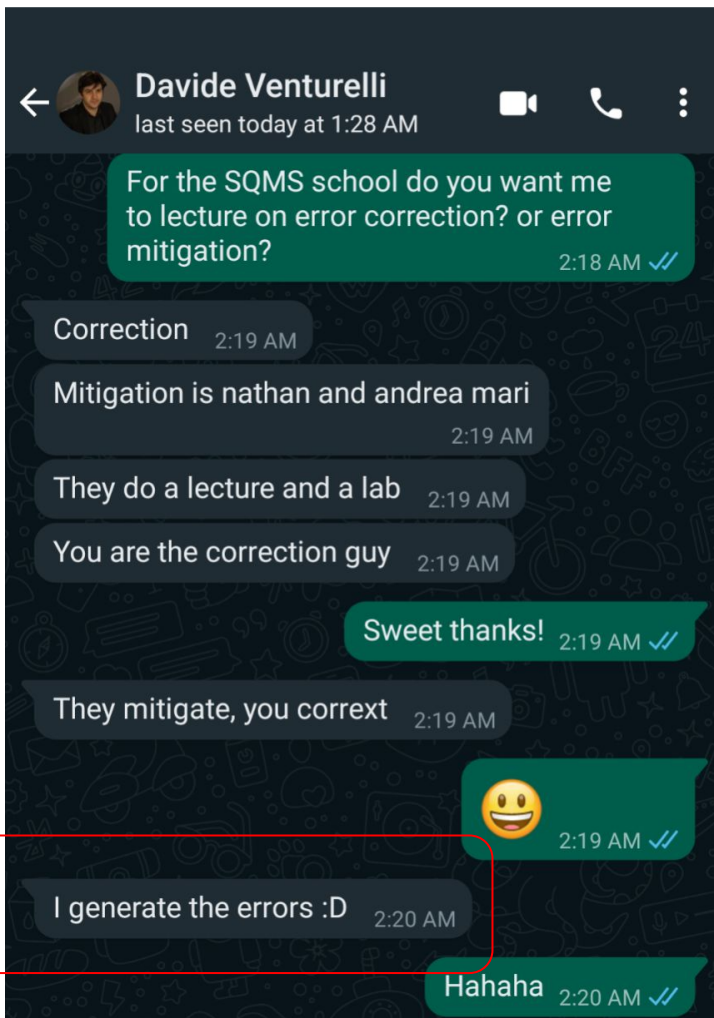 Davide Venturelli
last seen today at 1:28 AM
For the SQMS school do you want me
to lecture on error correction? or error
mitigation?
2:18 AM
Correction 2:19 AM
Mitigation is nathan and andrea mari
2:19 AM
They do a lecture and a lab 2:19 AM
You are the correction guy 2:19 AM
Sweet thanks! 2:19 AM
They mitigate, you corrext 2:19 AM
😃
2:19 AM
I generate the errors :D 2:20 AM
Hahaha 2:20 AM